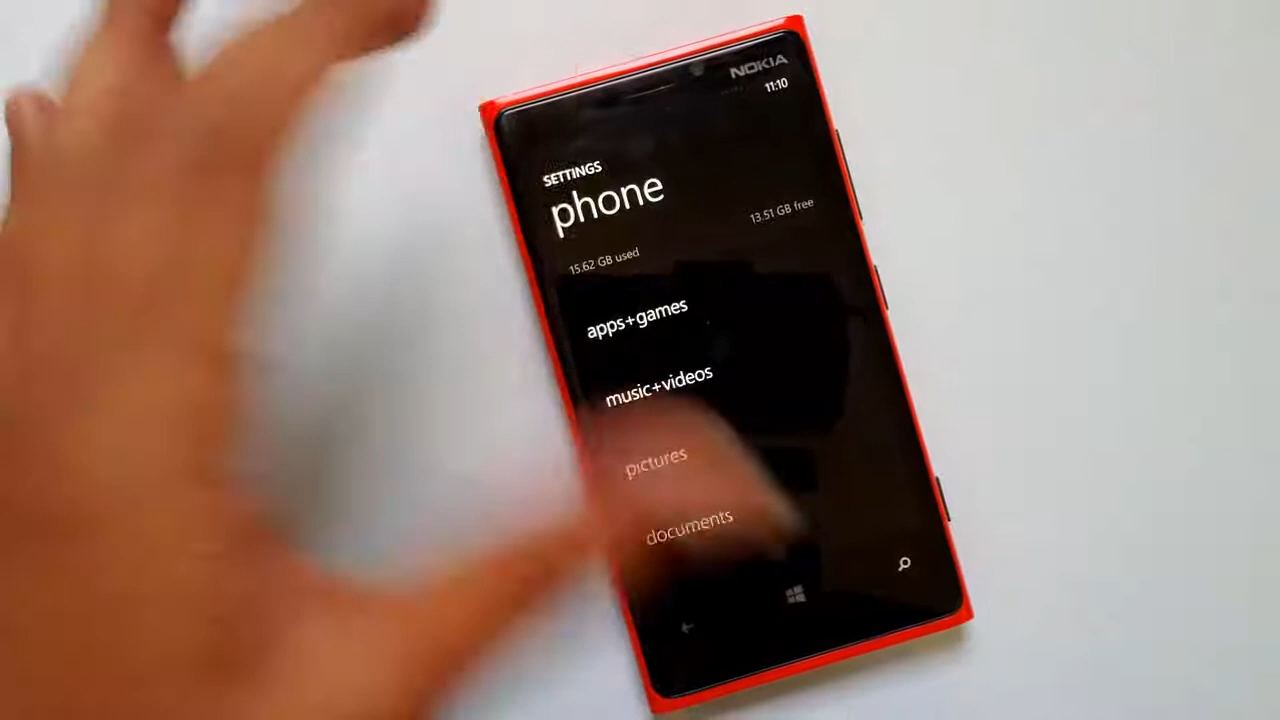 NOKIA
11:10
SETTINGS
phone
13.51 GB free
15.62 GB used
apps+games
music+videos
pictures
documents